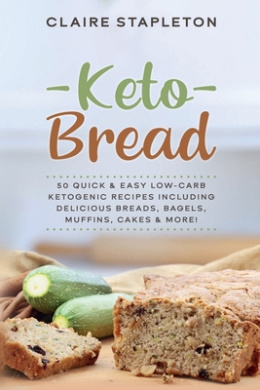 CLAIRE STAPLETON
-Keto-
Bread
50 QUICK & EASY LOW-CARB
KETOGENIC RECIPES INCLUDING
DELICIOUS BREADS, BAGELS,
MUFFINS, CAKES & MORE!